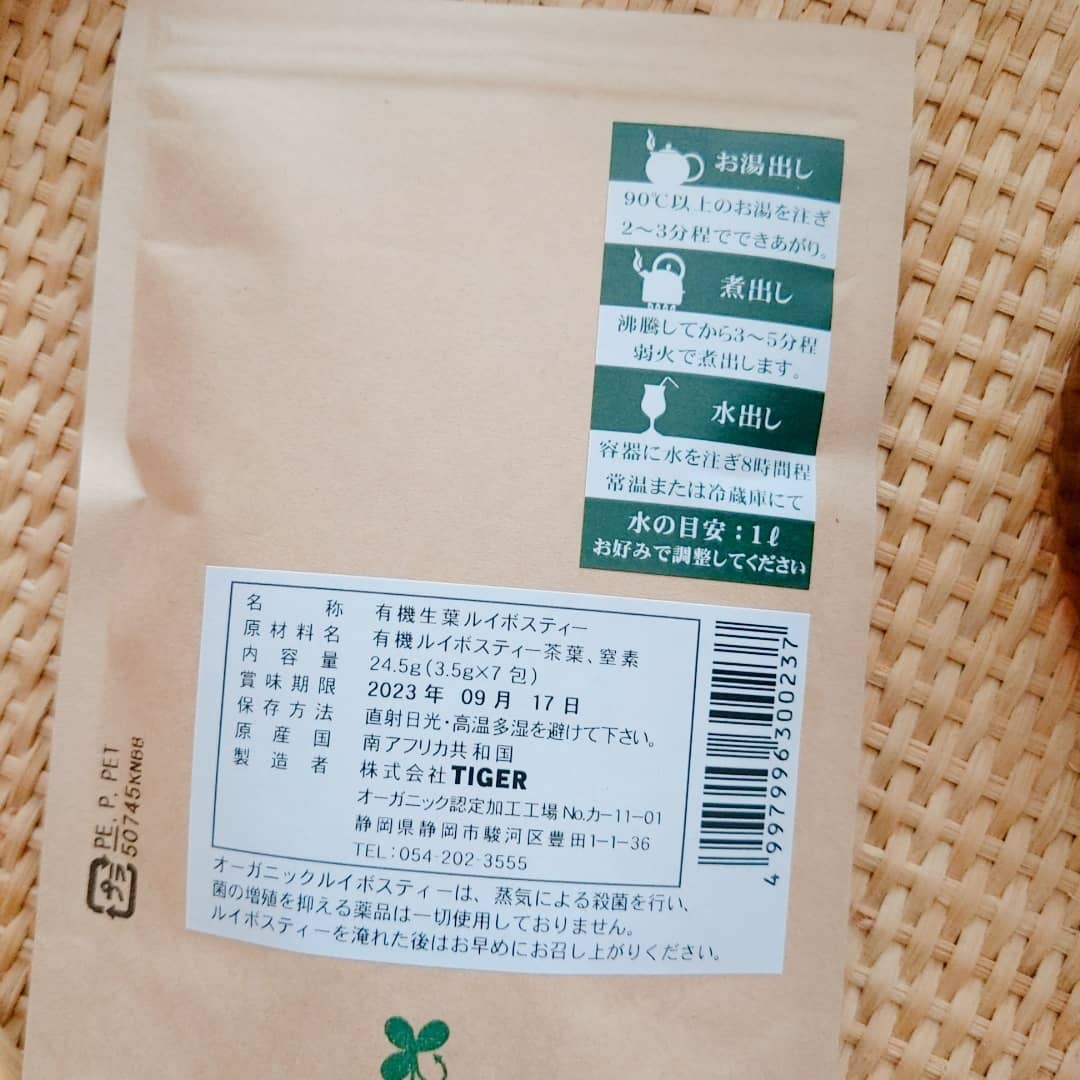 お湯出し
90℃以上のお湯を注ぎ
2〜3分程でできあがり。
煮出し
沸騰してから3〜5分程
弱火で煮出します。
水出し
容器に水を注ぎ8時間程
常温または冷蔵庫にて
水の目安：1ℓ
お好みで調整してください
名称 有機生葉ルイボスティー
原材料名 有機ルイボスティー茶葉、窒素
内容量 24.5g(3.5g×7包)
賞味期限 2023年 09月 17日
保存方法 直射日光・高温多湿を避けて下さい。
原産国 南アフリカ共和国
製造者 株式会社TIGER
オーガニック認定加工工場No.カ-11-01
静岡県静岡市駿河区豊田1-1-36
TEL:054-202-3555
オーガニックルイボスティーは、蒸気による殺菌を行い、
菌の増殖を抑える薬品は一切使用しておりません。
ルイボスティーを淹れた後はお早めにお召し上がりください。
4997996300237
PE, P, PET
50745KN88
プラ